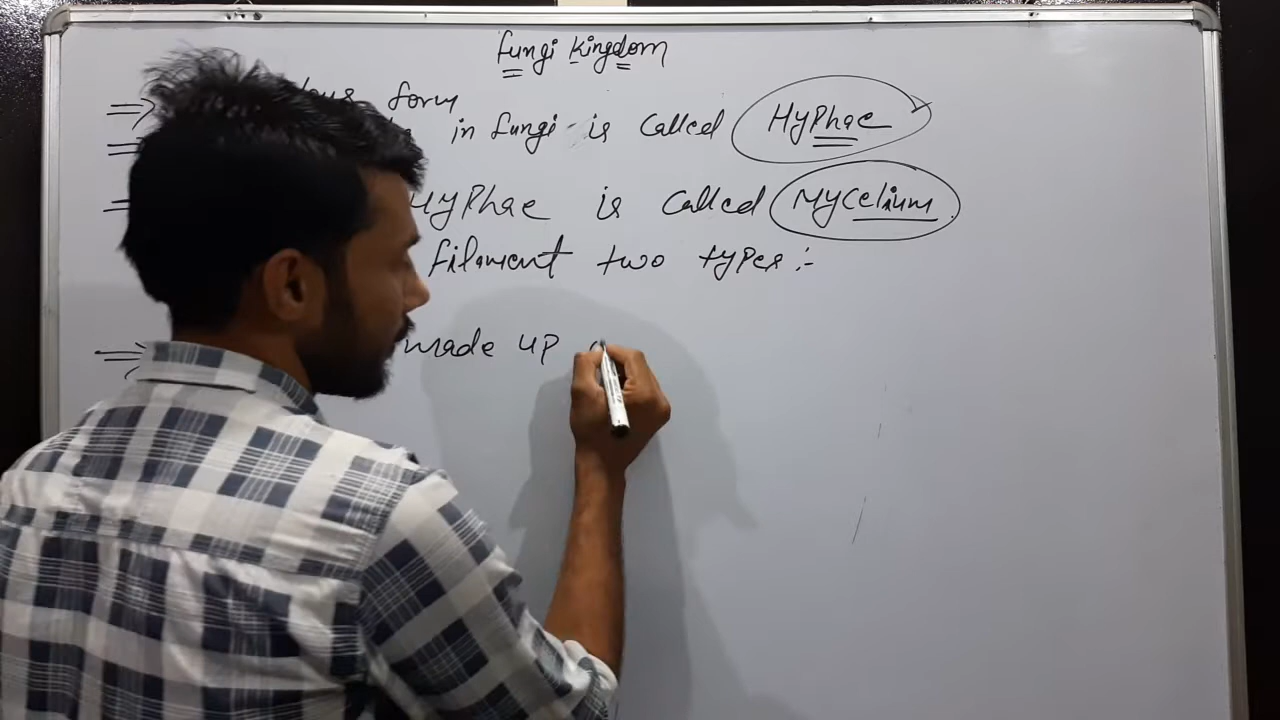 Fungi Kingdom
form
in fungi is called HyPhae
HyPhae is called Mycelium
filament two types :-
made up